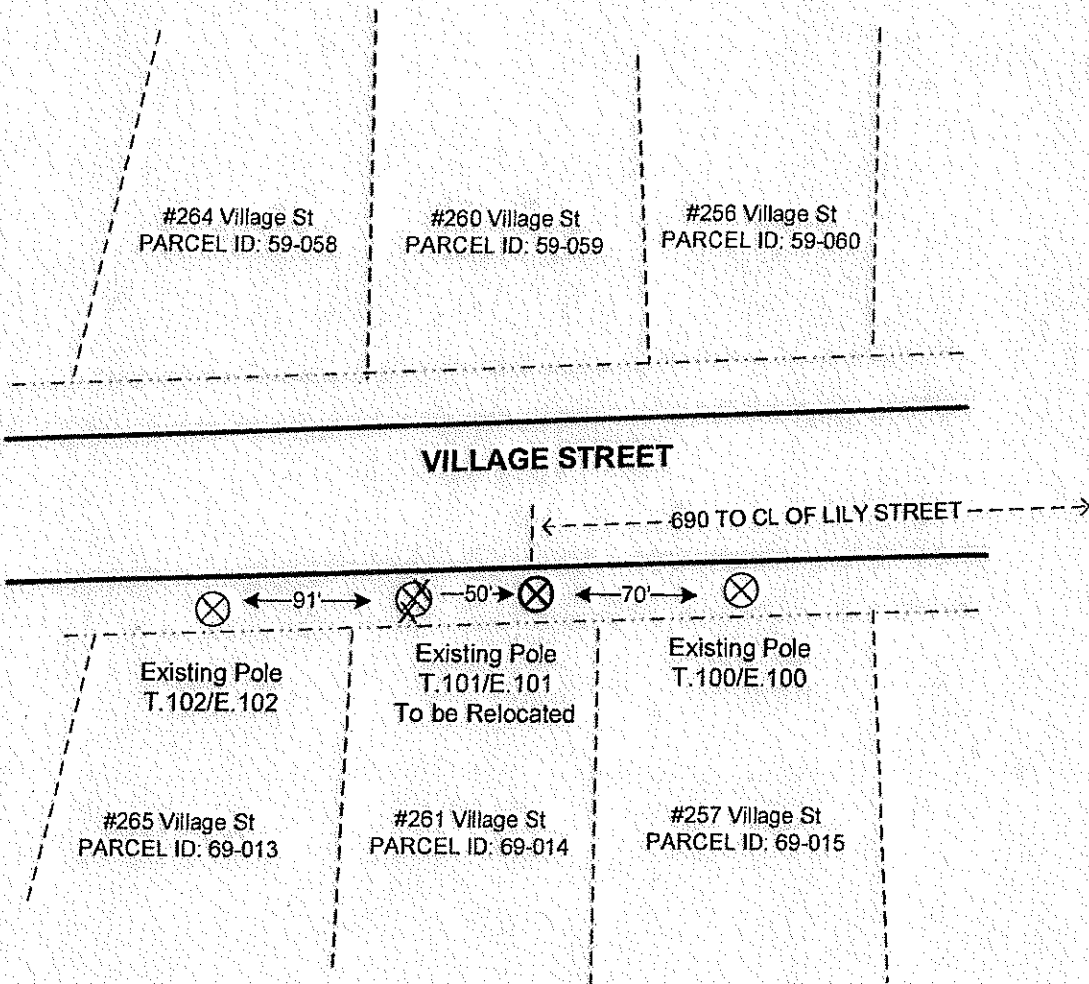 #264 Village St
PARCEL ID: 59-058
#260 Village St
PARCEL ID: 59-059
#256 Village St
PARCEL ID: 59-060
VILLAGE STREET
690 TO CL OF LILY STREET
91'
50'
70'
Existing Pole
T.102/E.102
Existing Pole
T.101/E.101
To be Relocated
Existing Pole
T.100/E.100
#265 Village St
PARCEL ID: 69-013
#261 Village St
PARCEL ID: 69-014
#257 Village St
PARCEL ID: 69-015